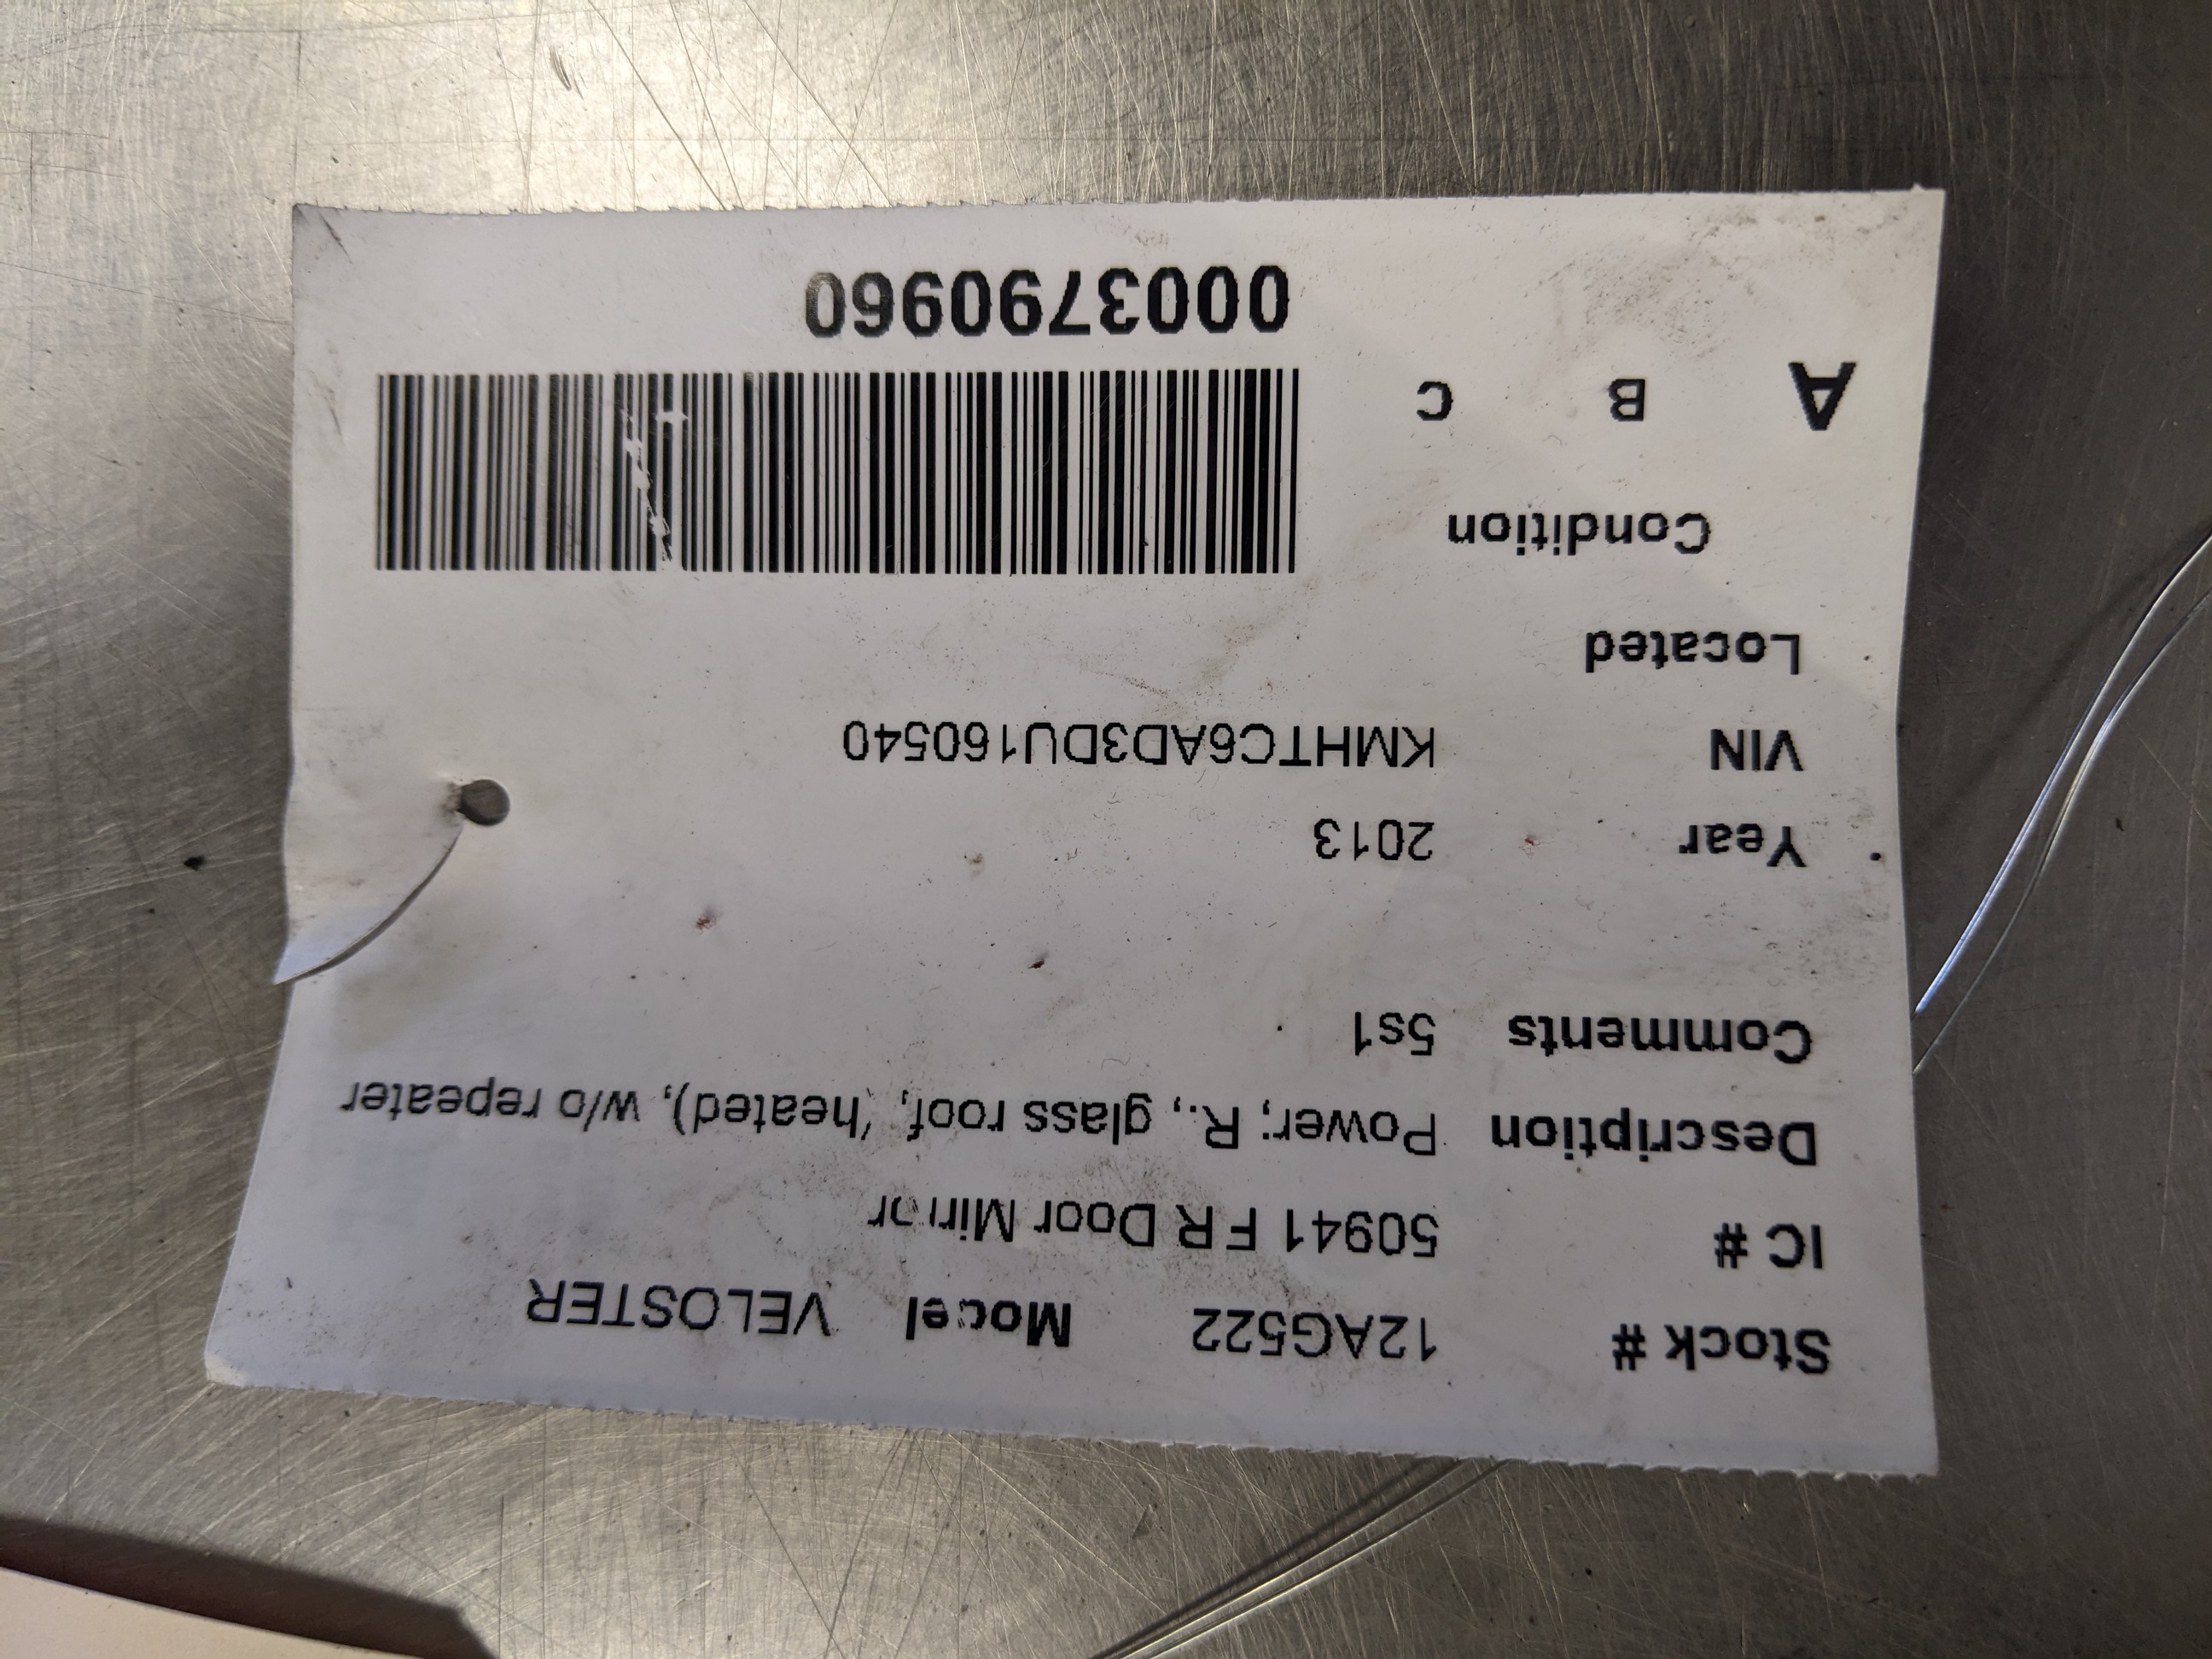 Stock # 12AG522 Model VELOSTER
IC # 50941 F R Door Mirror
Description Power; R., glass roof, (heated), w/o repeater
Comments 5s1
Year 2013
VIN KMHTC6AD3DU160540
Located
Condition
A B C
0003790960